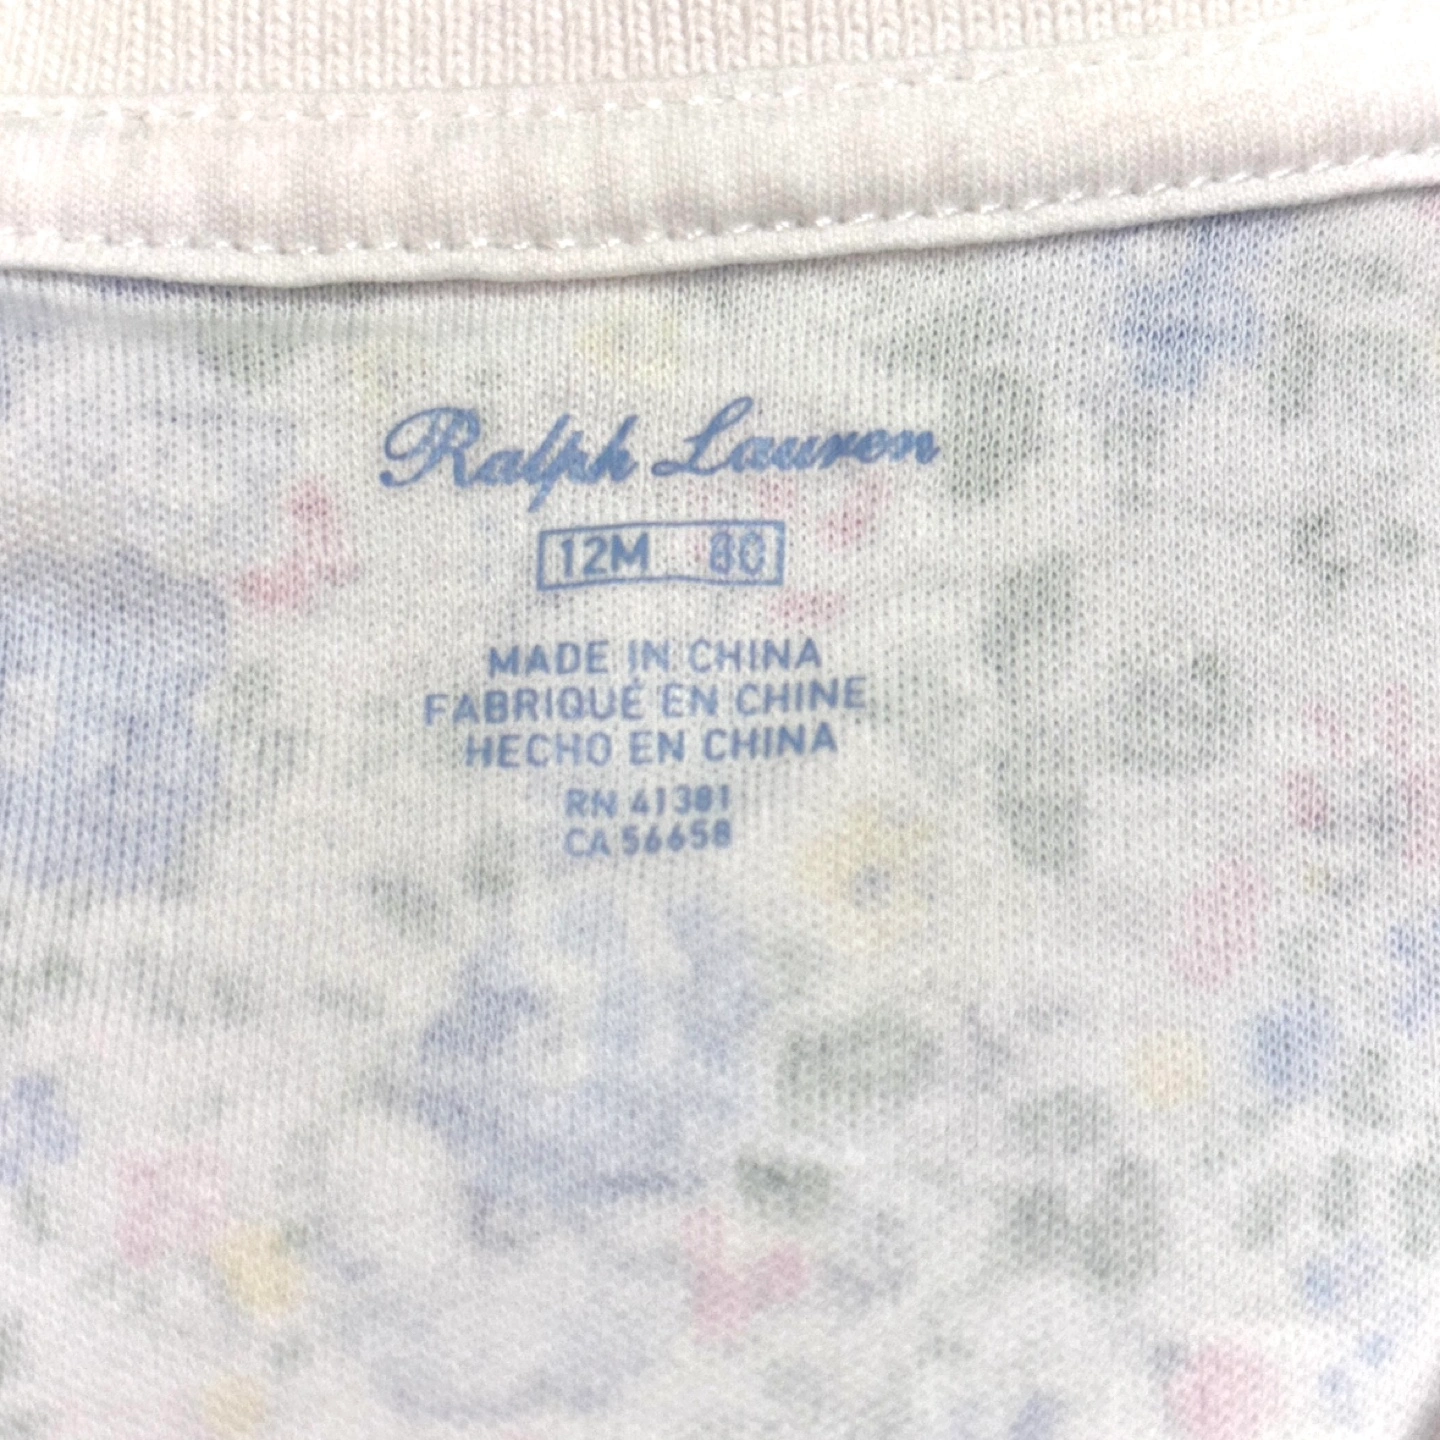 Ralph Lauren
12M 80
MADE IN CHINA
FABRIQUÉ EN CHINE
HECHO EN CHINA
RN 41381
CA 56658